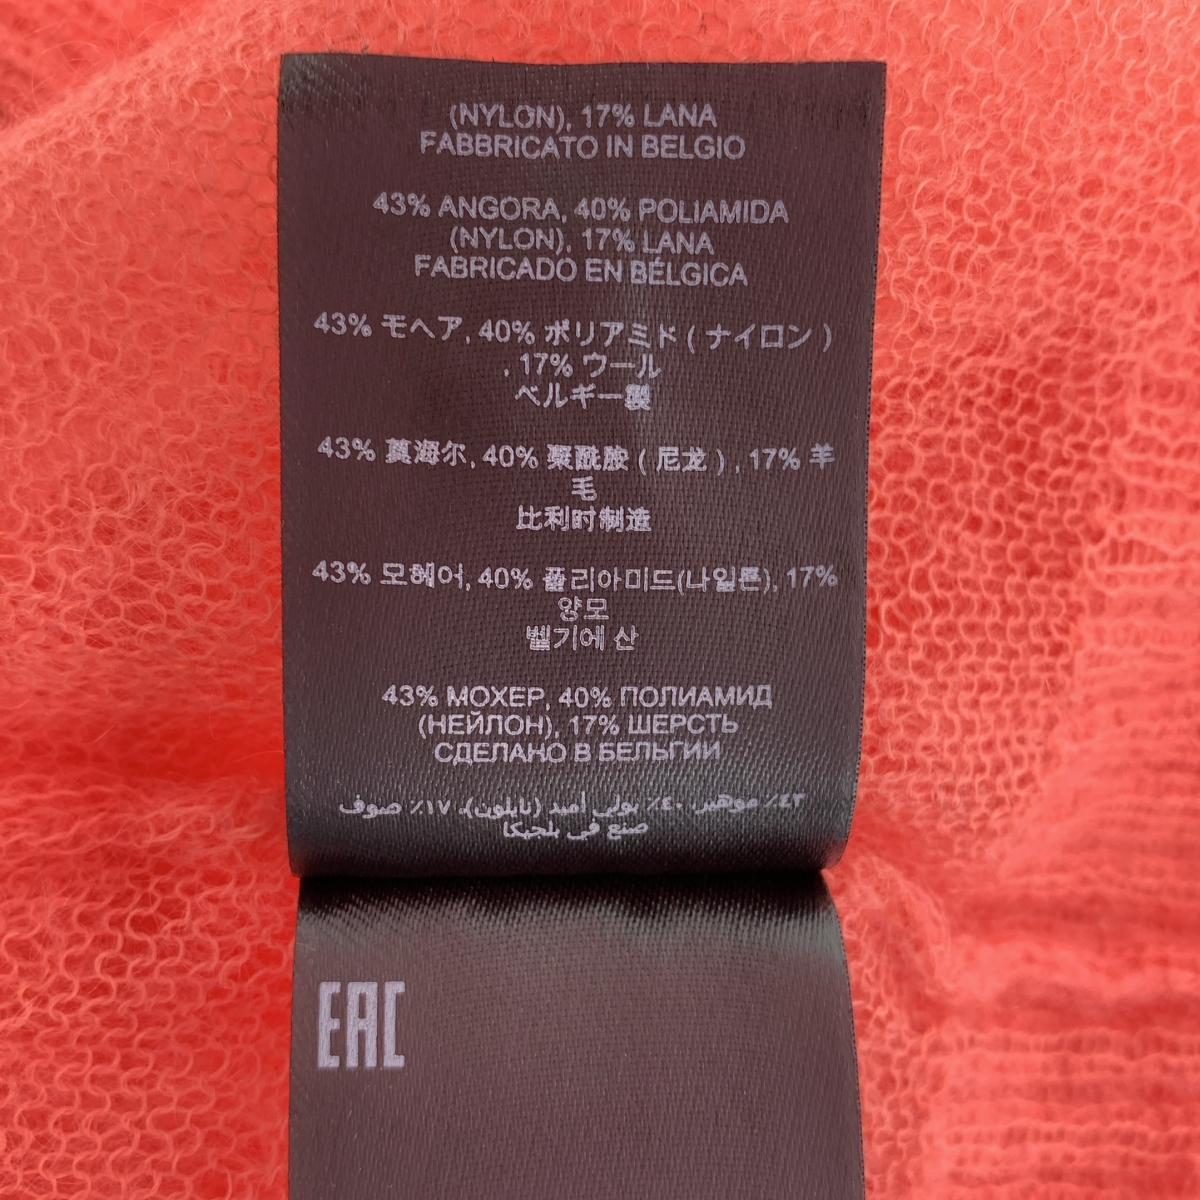 (NYLON), 17% LANA
FABBRICATO IN BELGIO
43% ANGORA, 40% POLIAMIDA
(NYLON), 17% LANA
FABRICADO EN BÉLGICA
43% モヘア, 40% ポリアミド ( ナイロン )
, 17% ウール
ベルギー製
43% 莫海尔, 40% 聚酰胺 ( 尼龙 ) , 17% 羊
毛
比利时制造
43% 모헤어, 40% 폴리아미드(나일론), 17%
양모
벨기에 산
43% МОХЕР, 40% ПОЛИАМИД
(НЕЙЛОН), 17% ШЕРСТЬ
СДЕЛАНО В БЕЛЬГИИ
٤٣٪ موهير، ٤٠٪ بولي أميد (نايلون)، ١٧٪ صوف
صنع في بلجيكا
EAC